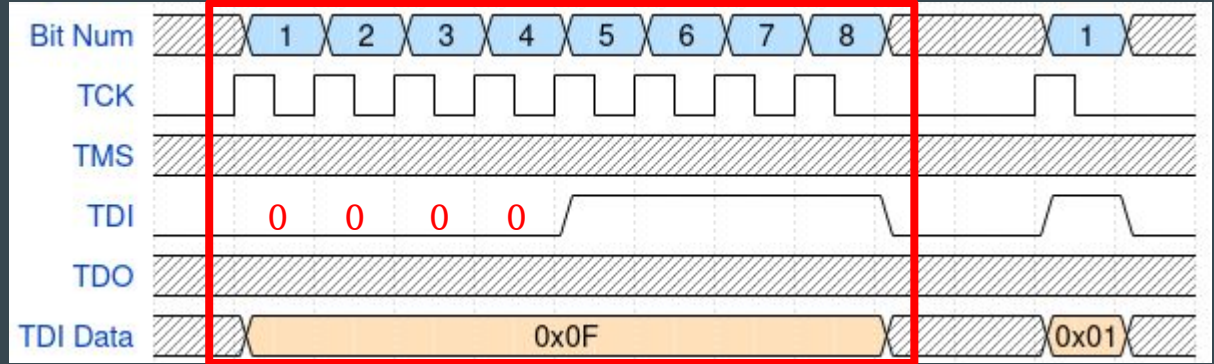 Bit Num 1 2 3 4 5 6 7 8 1
TCK
TMS
TDI 0 0 0 0
TDO
TDI Data 0x0F 0x01